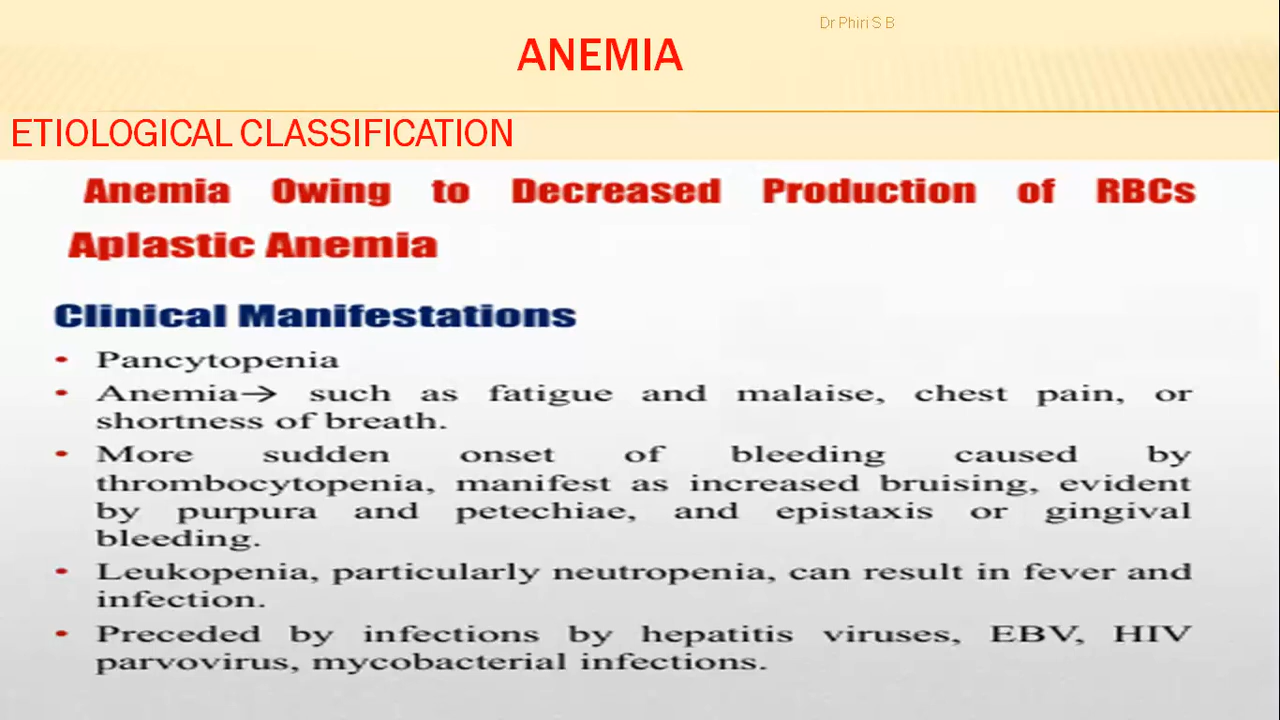 Dr Phiri S B
ANEMIA
ETIOLOGICAL CLASSIFICATION
Anemia Owing to Decreased Production of RBCs
Aplastic Anemia
Clinical Manifestations
• Pancytopenia
• Anemia→ such as fatigue and malaise, chest pain, or
shortness of breath.
• More sudden onset of bleeding caused by
thrombocytopenia, manifest as increased bruising, evident
by purpura and petechiae, and epistaxis or gingival
bleeding.
• Leukopenia, particularly neutropenia, can result in fever and
infection.
• Preceded by infections by hepatitis viruses, EBV, HIV
parvovirus, mycobacterial infections.